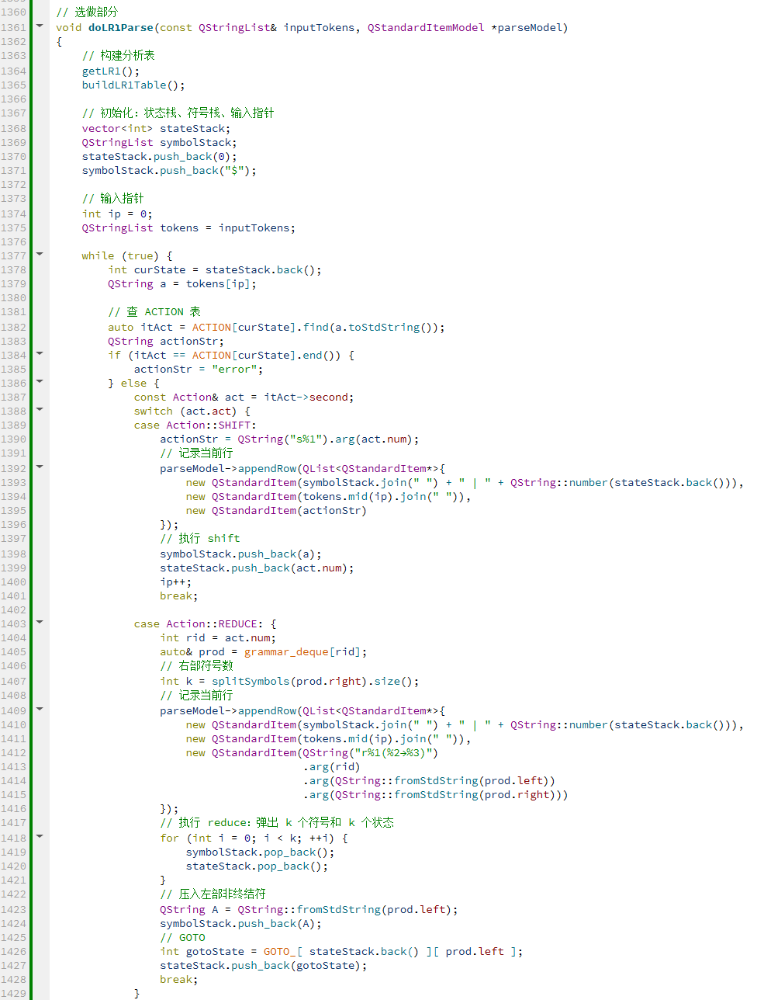 1360 // 选做部分
1361 void doLR1Parse(const QStringList& inputTokens, QStandardItemModel *parseModel)
1362 {
1363     // 构建分析表
1364     getLR1();
1365     buildLR1Table();
1366
1367     // 初始化：状态栈、符号栈、输入指针
1368     vector<int> stateStack;
1369     QStringList symbolStack;
1370     stateStack.push_back(0);
1371     symbolStack.push_back("$");
1372
1373     // 输入指针
1374     int ip = 0;
1375     QStringList tokens = inputTokens;
1376
1377     while (true) {
1378         int curState = stateStack.back();
1379         QString a = tokens[ip];
1380
1381         // 查 ACTION 表
1382         auto itAct = ACTION[curState].find(a.toStdString());
1383         QString actionStr;
1384         if (itAct == ACTION[curState].end()) {
1385             actionStr = "error";
1386         } else {
1387             const Action& act = itAct->second;
1388             switch (act.act) {
1389             case Action::SHIFT:
1390                 actionStr = QString("s%1").arg(act.num);
1391                 // 记录当前行
1392                 parseModel->appendRow(QList<QStandardItem*>{
1393                     new QStandardItem(symbolStack.join(" ") + " | " + QString::number(stateStack.back())),
1394                     new QStandardItem(tokens.mid(ip).join(" ")),
1395                     new QStandardItem(actionStr)
1396                 });
1397                 // 执行 shift
1398                 symbolStack.push_back(a);
1399                 stateStack.push_back(act.num);
1400                 ip++;
1401                 break;
1402
1403             case Action::REDUCE: {
1404                 int rid = act.num;
1405                 auto& prod = grammar_deque[rid];
1406                 // 右部符号数
1407                 int k = splitSymbols(prod.right).size();
1408                 // 记录当前行
1409                 parseModel->appendRow(QList<QStandardItem*>{
1410                     new QStandardItem(symbolStack.join(" ") + " | " + QString::number(stateStack.back())),
1411                     new QStandardItem(tokens.mid(ip).join(" ")),
1412                     new QStandardItem(QString("r%1(%2→%3)")
1413                                       .arg(rid)
1414                                       .arg(QString::fromStdString(prod.left))
1415                                       .arg(QString::fromStdString(prod.right)))
1416                 });
1417                 // 执行 reduce：弹出 k 个符号和 k 个状态
1418                 for (int i = 0; i < k; ++i) {
1419                     symbolStack.pop_back();
1420                     stateStack.pop_back();
1421                 }
1422                 // 压入左部非终结符
1423                 QString A = QString::fromStdString(prod.left);
1424                 symbolStack.push_back(A);
1425                 // GOTO
1426                 int gotoState = GOTO_[ stateStack.back() ][ prod.left ];
1427                 stateStack.push_back(gotoState);
1428                 break;
1429             }